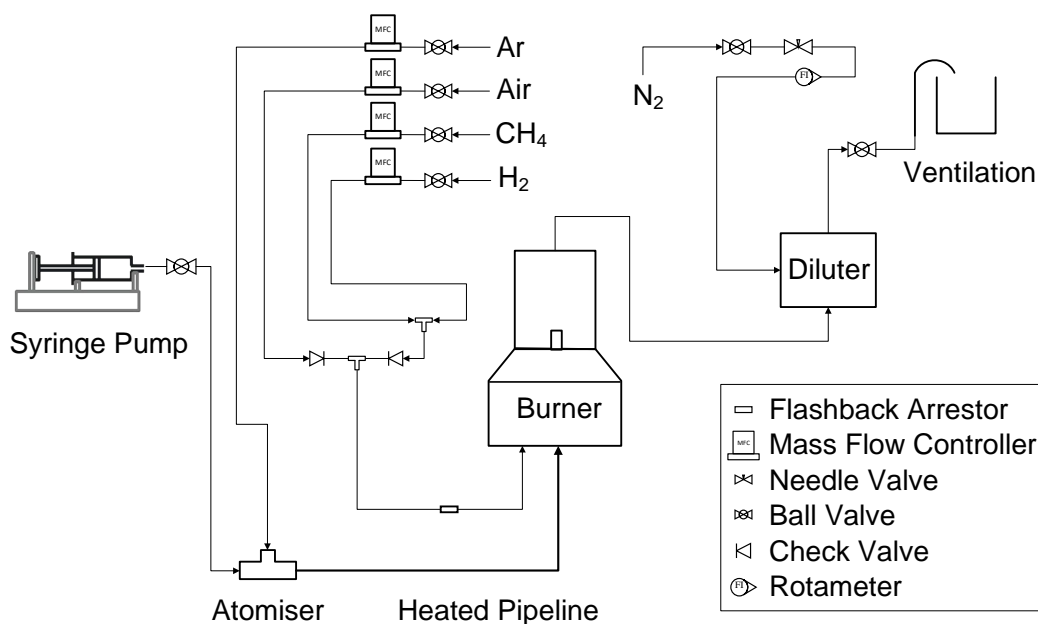 MFC
Ar
MFC
Air
MFC
CH₄
MFC
H₂
N₂
FI
Ventilation
Diluter
Syringe Pump
Burner
Atomiser
Heated Pipeline
Flashback Arrestor
MFC
Mass Flow Controller
Needle Valve
Ball Valve
Check Valve
FI
Rotameter